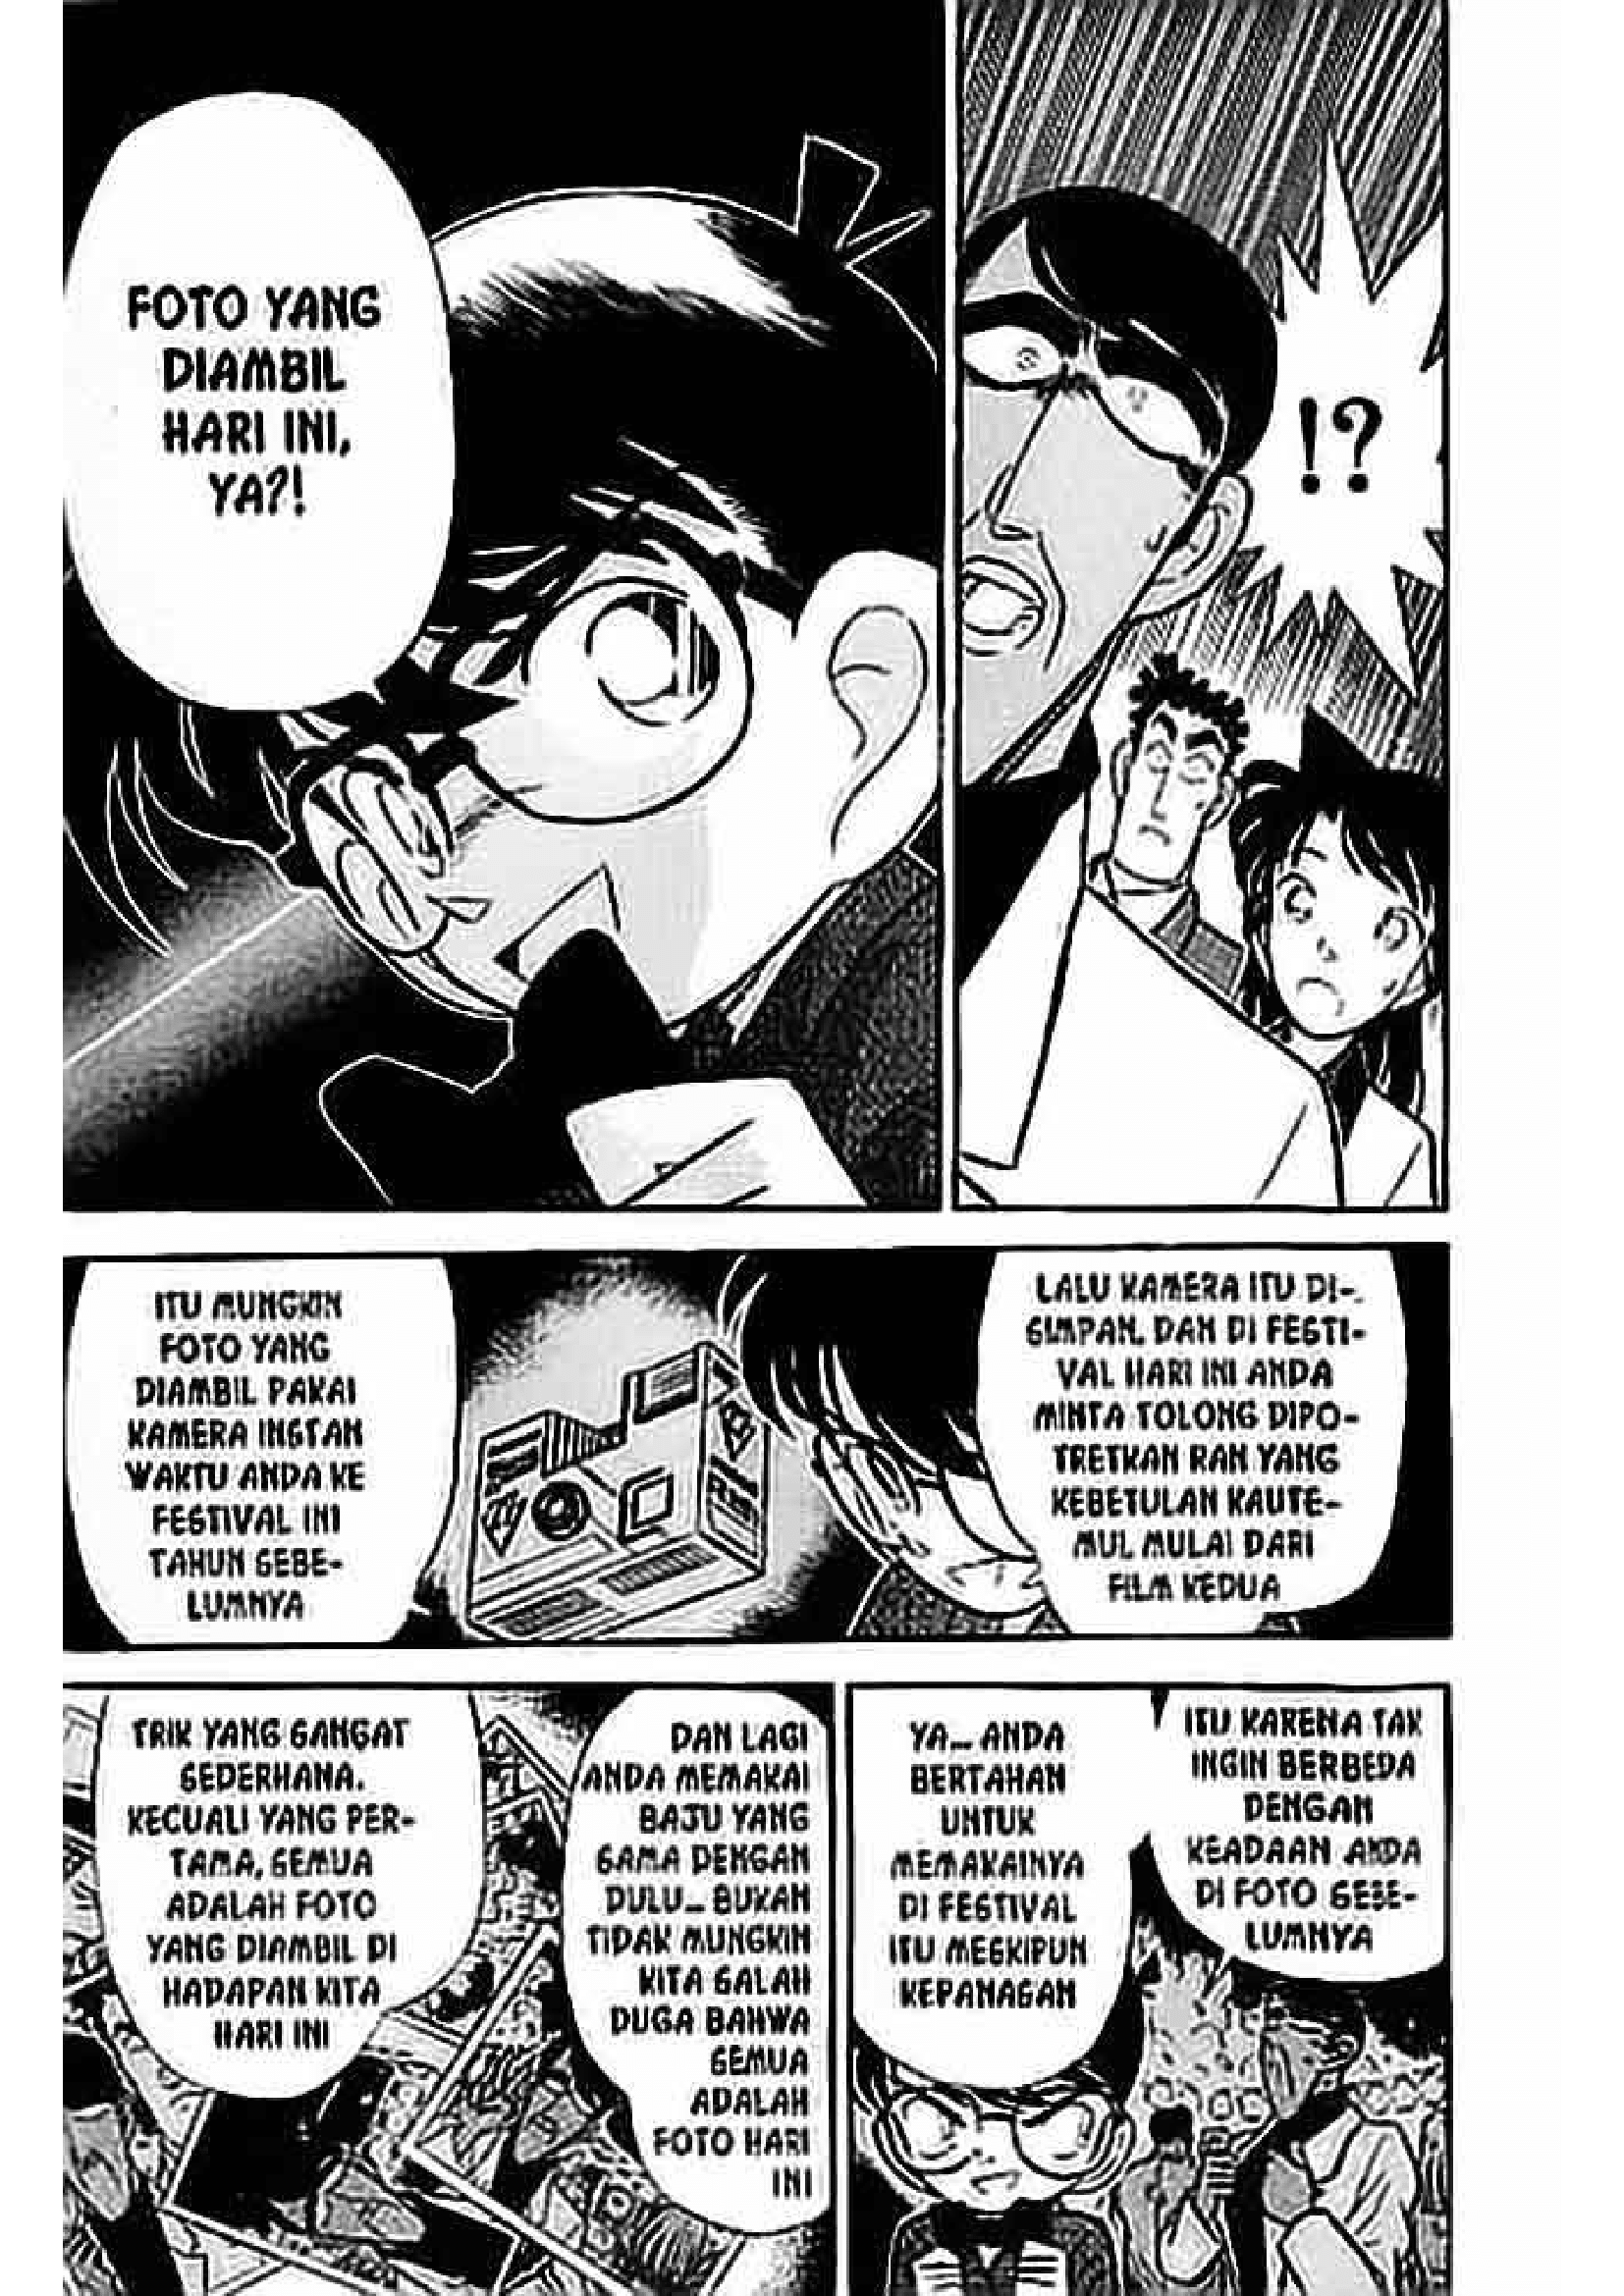 !?
FOTO YANG
DIAMBIL
HARI INI,
YA?!
LALU KAMERA ITU DI-
SIMPAN. DAN DI FESTI-
VAL HARI INI ANDA
MINTA TOLONG DIPO-
TRETKAN RAN YANG
KEBETULAN KAUTE-
MUI MULAI DARI
FILM KEDUA
ITU MUNGKIN
FOTO YANG
DIAMBIL PAKAI
KAMERA INSTAN
WAKTU ANDA KE
FESTIVAL INI
TAHUN SEBE-
LUMNYA
ITU KARENA TAK
INGIN BERBEDA
DENGAN
KEADAAN ANDA
DI FOTO SEBE-
LUMNYA
YA... ANDA
BERTAHAN
UNTUK
MEMAKAINYA
DI FESTIVAL
ITU MESKIPUN
KEPANASAN
DAN LAGI
ANDA MEMAKAI
BAJU YANG
SAMA DENGAN
DULU... BUKAN
TIDAK MUNGKIN
KITA SALAH
DUGA BAHWA
SEMUA
ADALAH
FOTO HARI
INI
TRIK YANG SANGAT
SEDERHANA.
KECUALI YANG PER-
TAMA, SEMUA
ADALAH FOTO
YANG DIAMBIL DI
HADAPAN KITA
HARI INI